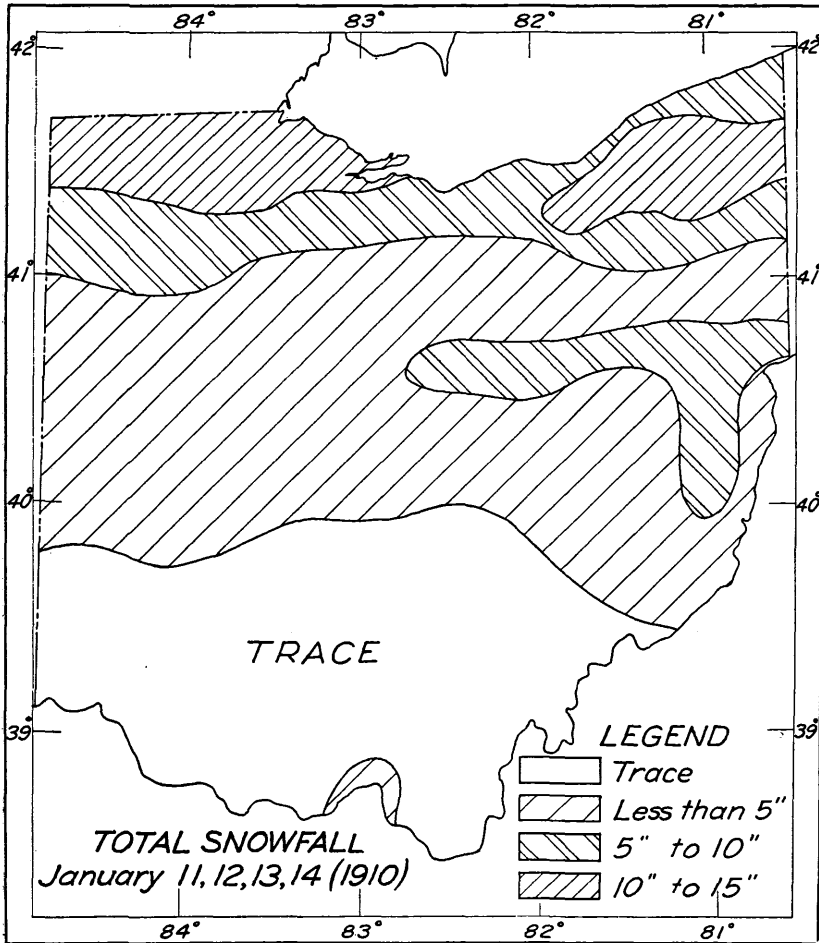 84° 83° 82° 81°
42° 42°
41° 41°
40° 40°
TRACE
39° 39°
LEGEND
Trace
Less than 5"
5" to 10"
10" to 15"
TOTAL SNOWFALL
January 11, 12, 13, 14 (1910)
84° 83° 82° 81°